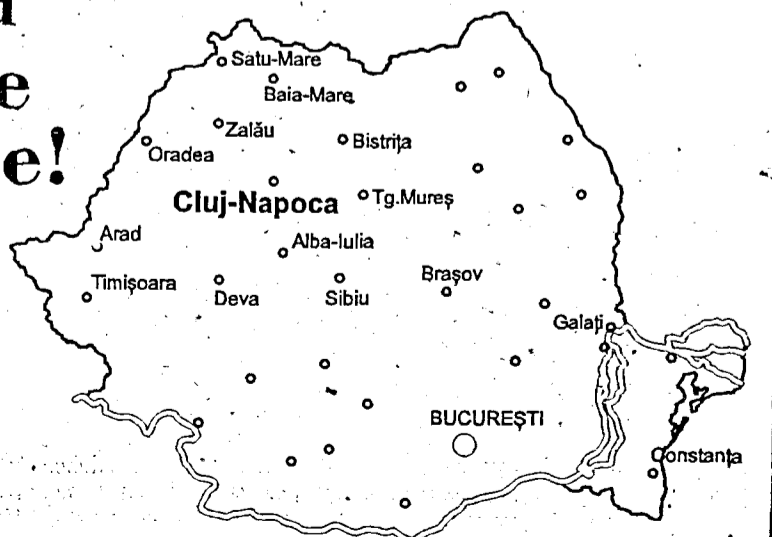 e
e!
Satu-Mare
Baia-Mare
Zalău
Oradea
Bistrița
Cluj-Napoca
Tg.Mureș
Arad
Alba-Iulia
Timișoara
Deva
Sibiu
Brașov
Galați
BUCUREȘTI
Constanța